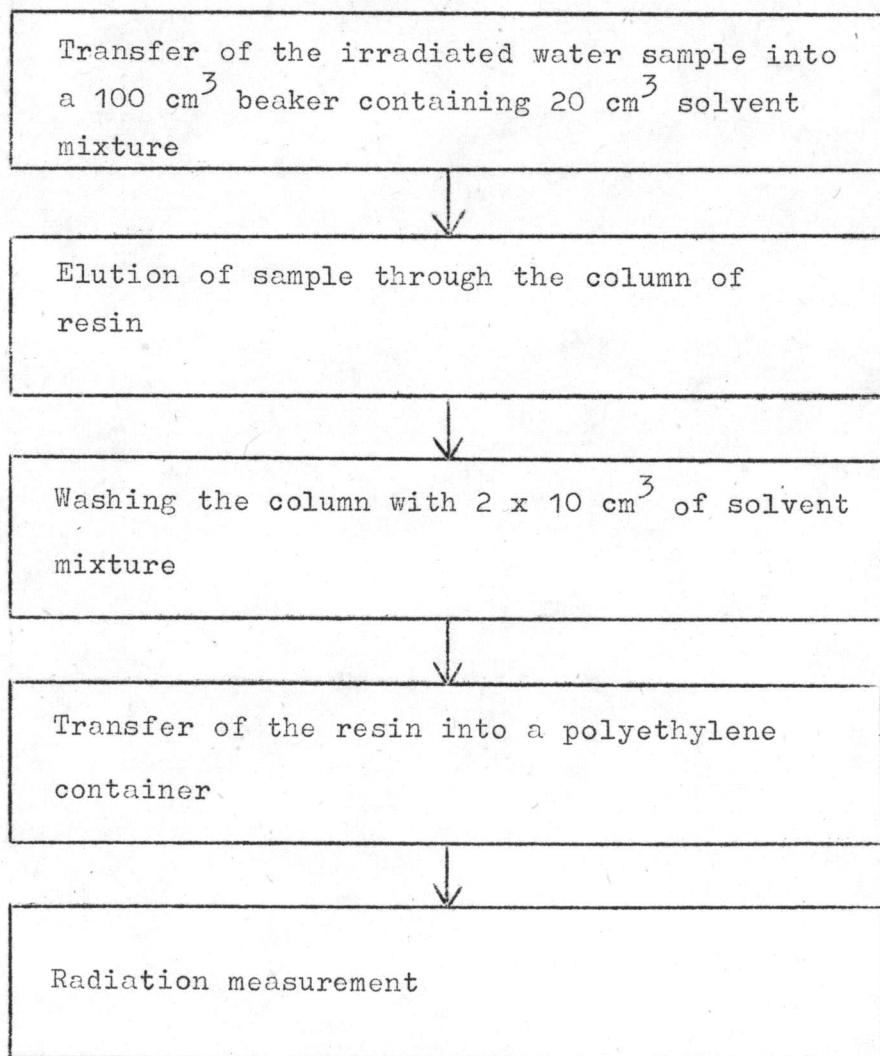 Transfer of the irradiated water sample into
a 100 cm³ beaker containing 20 cm³ solvent
mixture
Elution of sample through the column of
resin
Washing the column with 2 x 10 cm³ of solvent
mixture
Transfer of the resin into a polyethylene
container
Radiation measurement